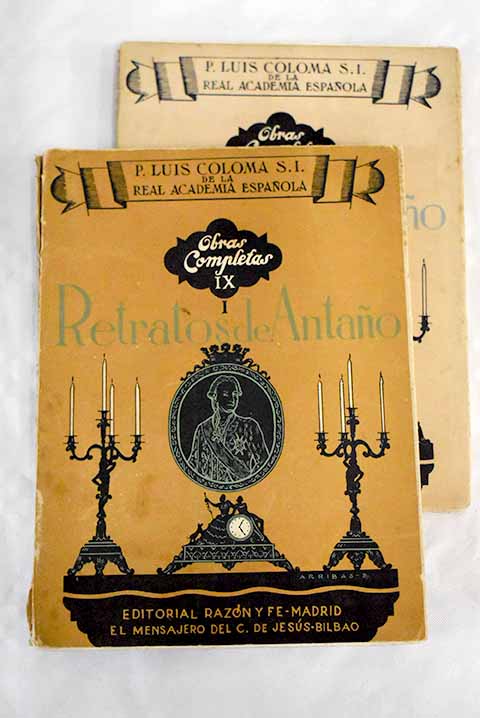 P. LUIS COLOMA S.I.
DE LA
REAL ACADEMIA ESPAÑOLA
Obras
P. LUIS COLOMA S.I.
DE LA
REAL ACADEMIA ESPAÑOLA
Obras
Completas
IX
I
Retratos de Antaño
ARRIBAS
EDITORIAL RAZÓN Y FE-MADRID
EL MENSAJERO DEL C. DE JESÚS-BILBAO